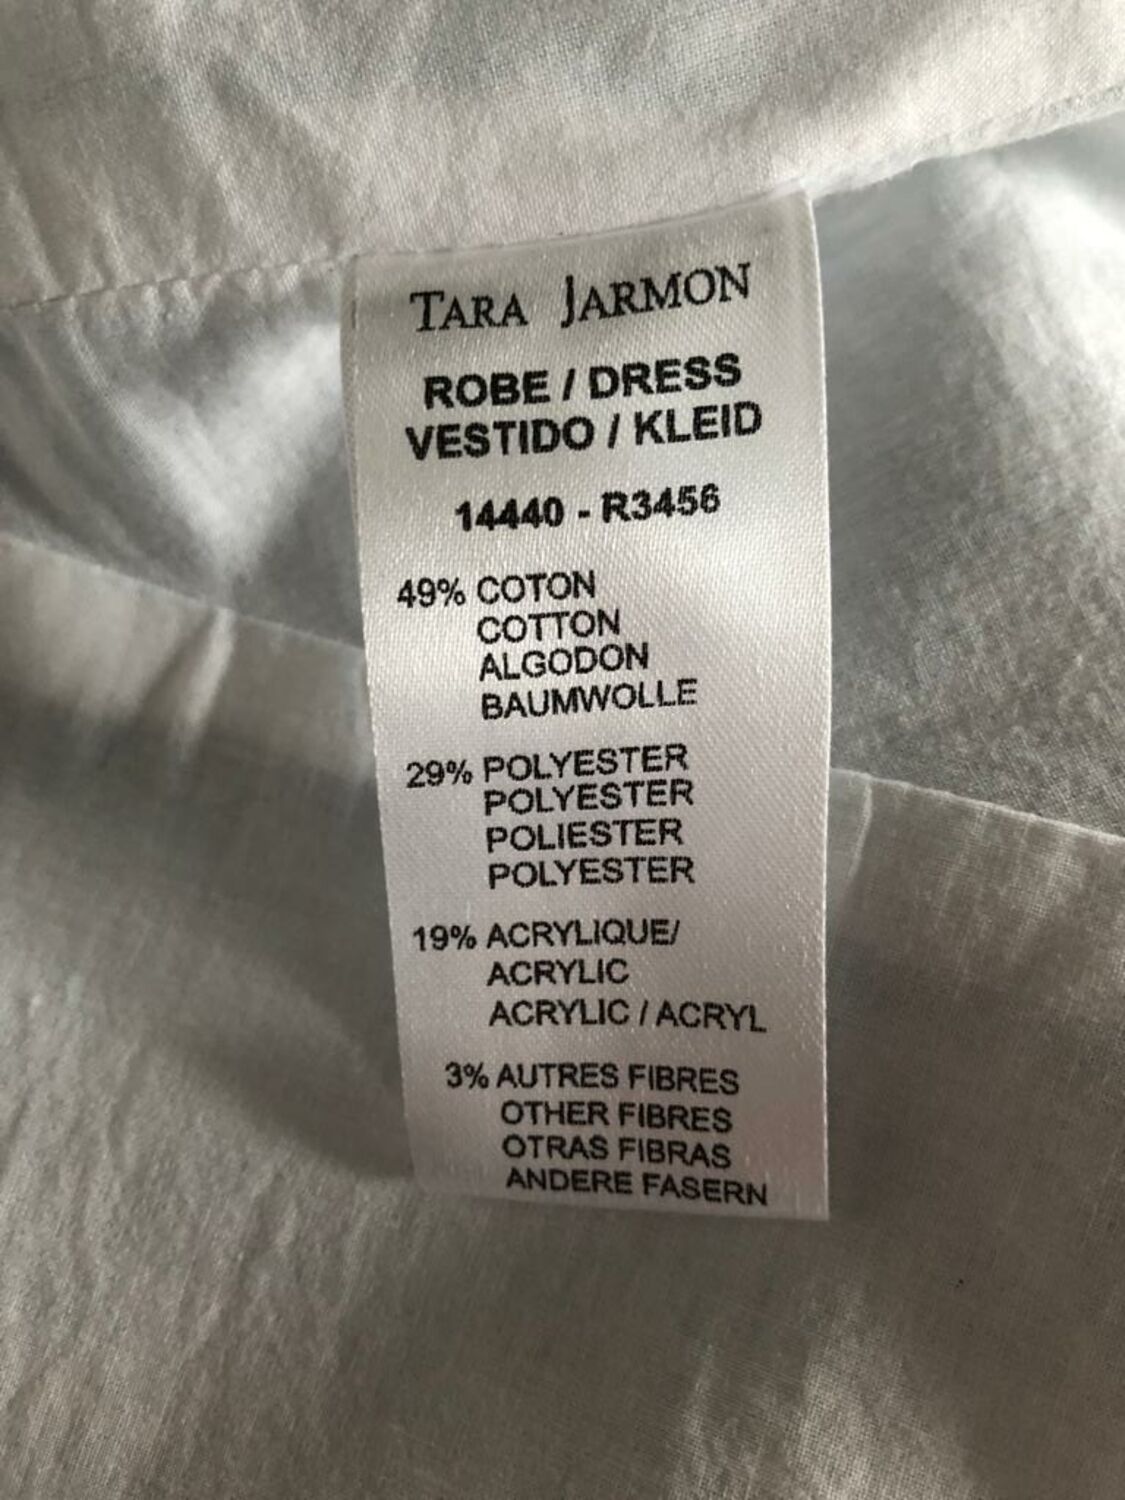 TARA JARMON
ROBE / DRESS
VESTIDO / KLEID
14440 - R3456
49% COTON
COTTON
ALGODON
BAUMWOLLE
29% POLYESTER
POLYESTER
POLIESTER
POLYESTER
19% ACRYLIQUE/
ACRYLIC
ACRYLIC / ACRYL
3% AUTRES FIBRES
OTHER FIBRES
OTRAS FIBRAS
ANDERE FASERN